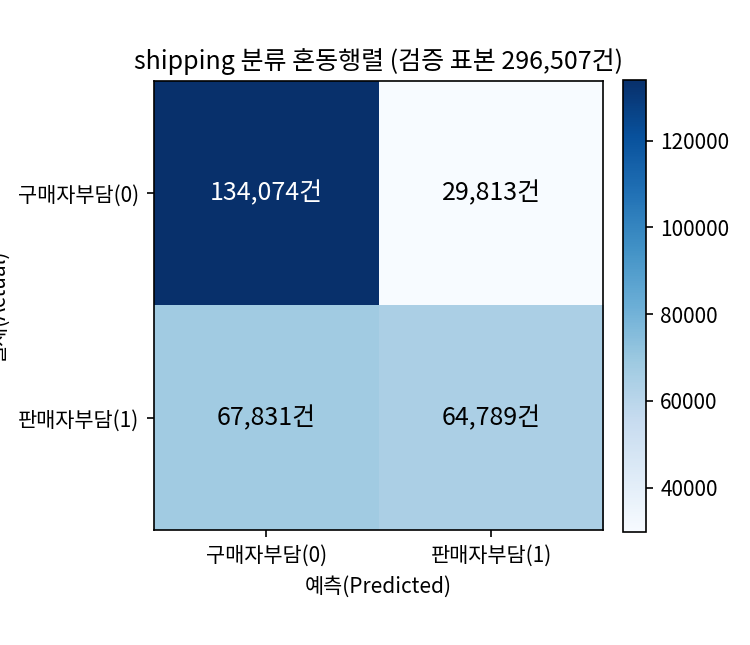 shipping 분류 혼동행렬 (검증 표본 296,507건)
구매자부담(0)
134,074건
29,813건
판매자부담(1)
67,831건
64,789건
구매자부담(0)
판매자부담(1)
예측(Predicted)
120000
100000
80000
60000
40000